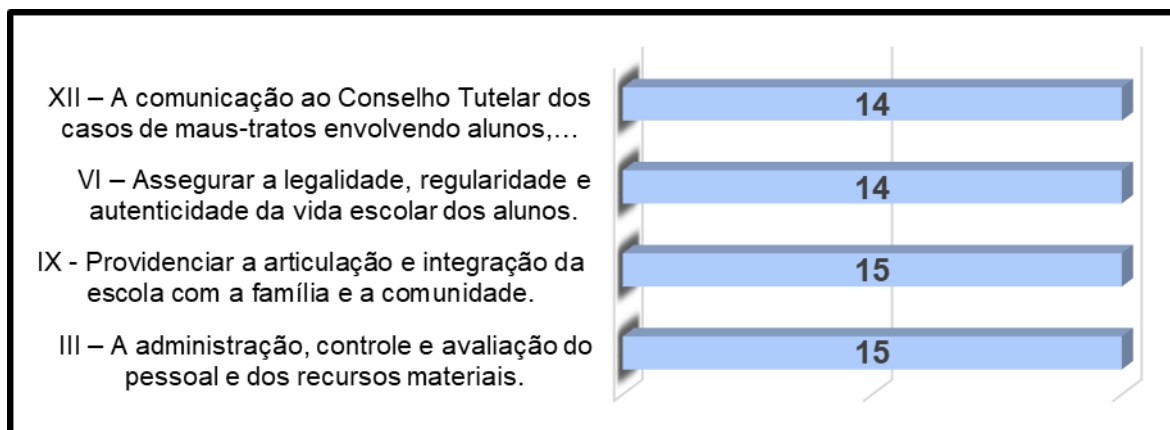 XII – A comunicação ao Conselho Tutelar dos
casos de maus-tratos envolvendo alunos,…
14
VI – Assegurar a legalidade, regularidade e
autenticidade da vida escolar dos alunos.
14
IX - Providenciar a articulação e integração da
escola com a família e a comunidade.
15
III – A administração, controle e avaliação do
pessoal e dos recursos materiais.
15